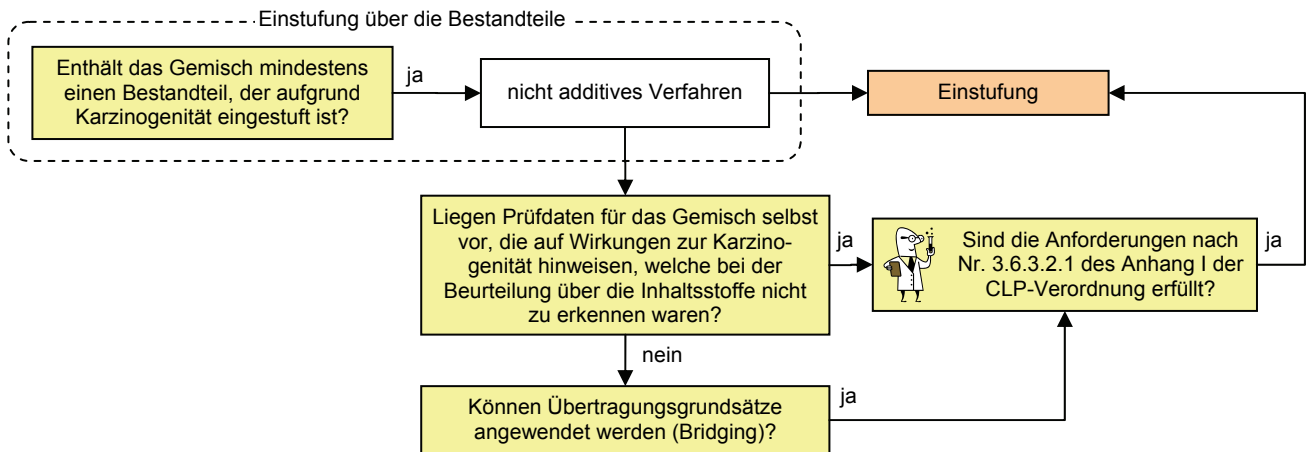 Einstufung über die Bestandteile
Enthält das Gemisch mindestens
einen Bestandteil, der aufgrund
Karzinogenität eingestuft ist?
ja
nicht additives Verfahren
Einstufung
Liegen Prüfdaten für das Gemisch selbst
vor, die auf Wirkungen zur Karzino-
genität hinweisen, welche bei der
Beurteilung über die Inhaltsstoffe nicht
zu erkennen waren?
ja
Sind die Anforderungen nach
Nr. 3.6.3.2.1 des Anhang I der
CLP-Verordnung erfüllt?
ja
nein
Können Übertragungsgrundsätze
angewendet werden (Bridging)?
ja